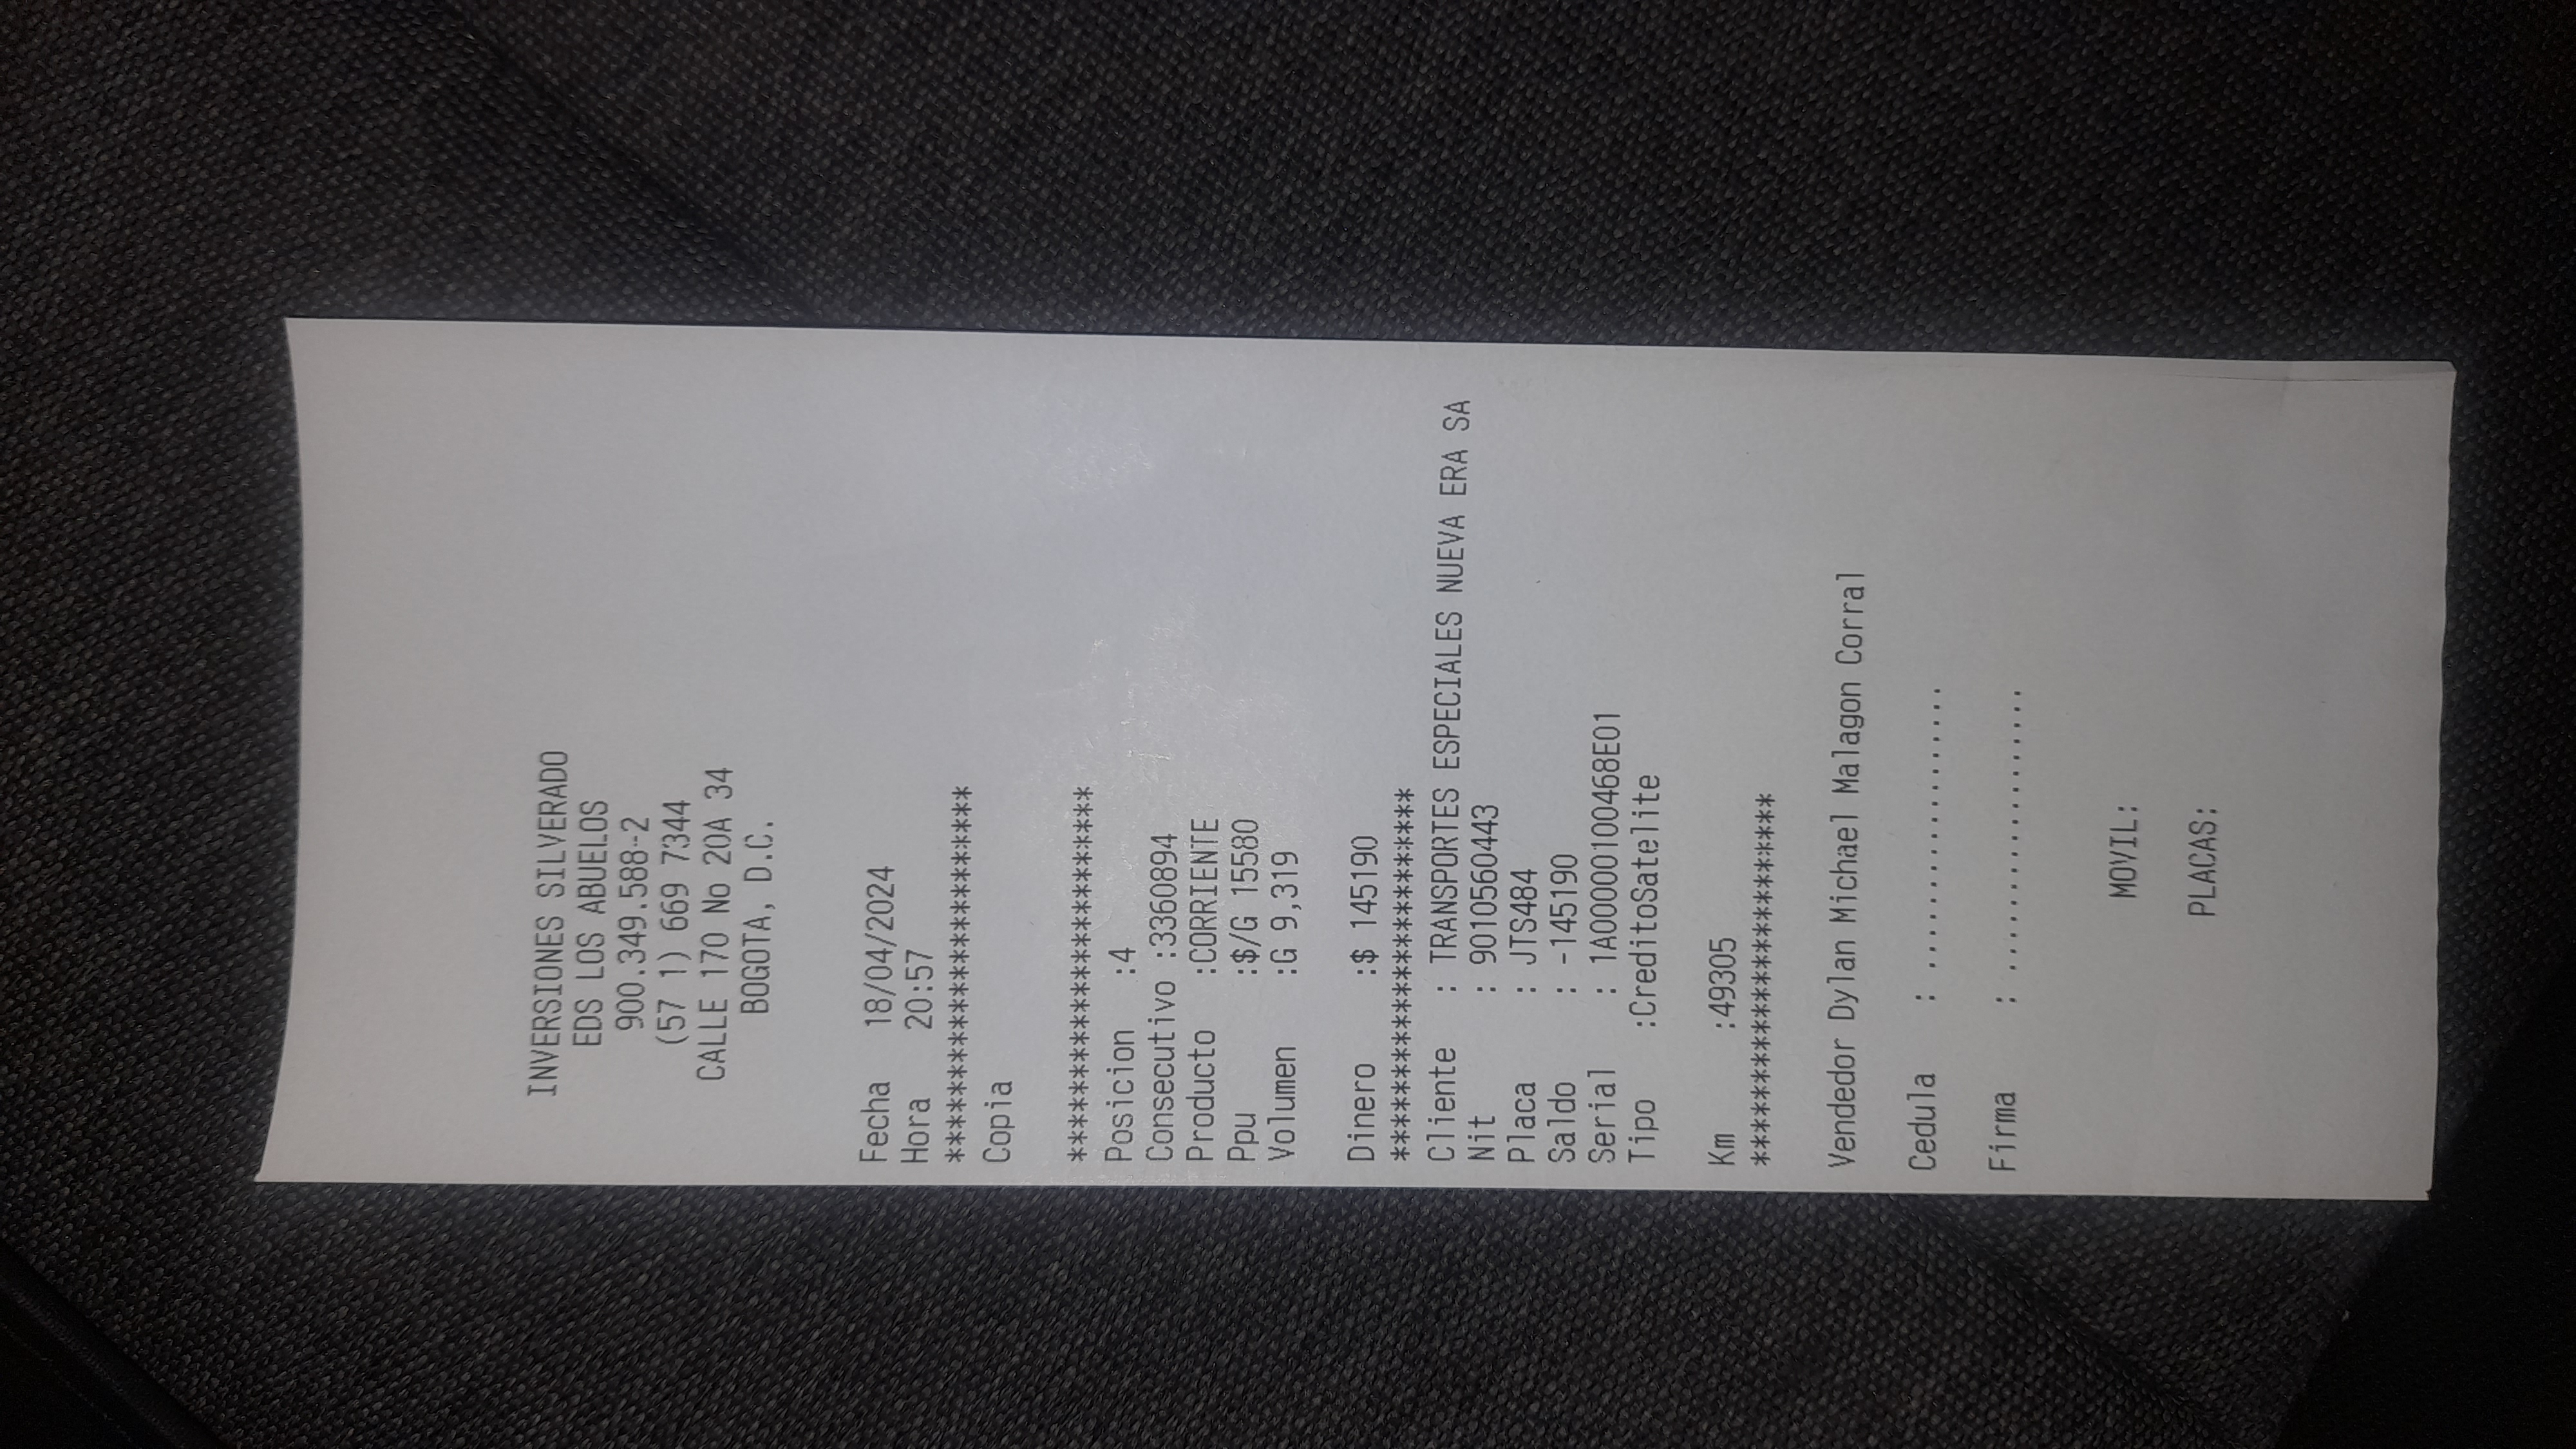 INVERSIONES SILVERADO
EDS LOS ABUELOS
900.349.588-2
(57 1) 669 7344
CALLE 170 No 20A 34
BOGOTA, D.C.
Fecha 18/04/2024
Hora 20:57
******************************
Copia
******************************
Posicion :4
Consecutivo :3360894
Producto :CORRIENTE
Ppu :$/G 15580
Volumen :G 9,319
Dinero :$ 145190
******************************
Cliente : TRANSPORTES ESPECIALES NUEVA ERA SA
Nit : 9010560443
Placa : JTS484
Saldo : -145190
Serial : 1A00000100468E01
Tipo :CreditoSatelite
Km :49305
******************************
Vendedor Dylan Michael Malagon Corral
Cedula : .......................
Firma : .......................
MOVIL:
PLACAS: